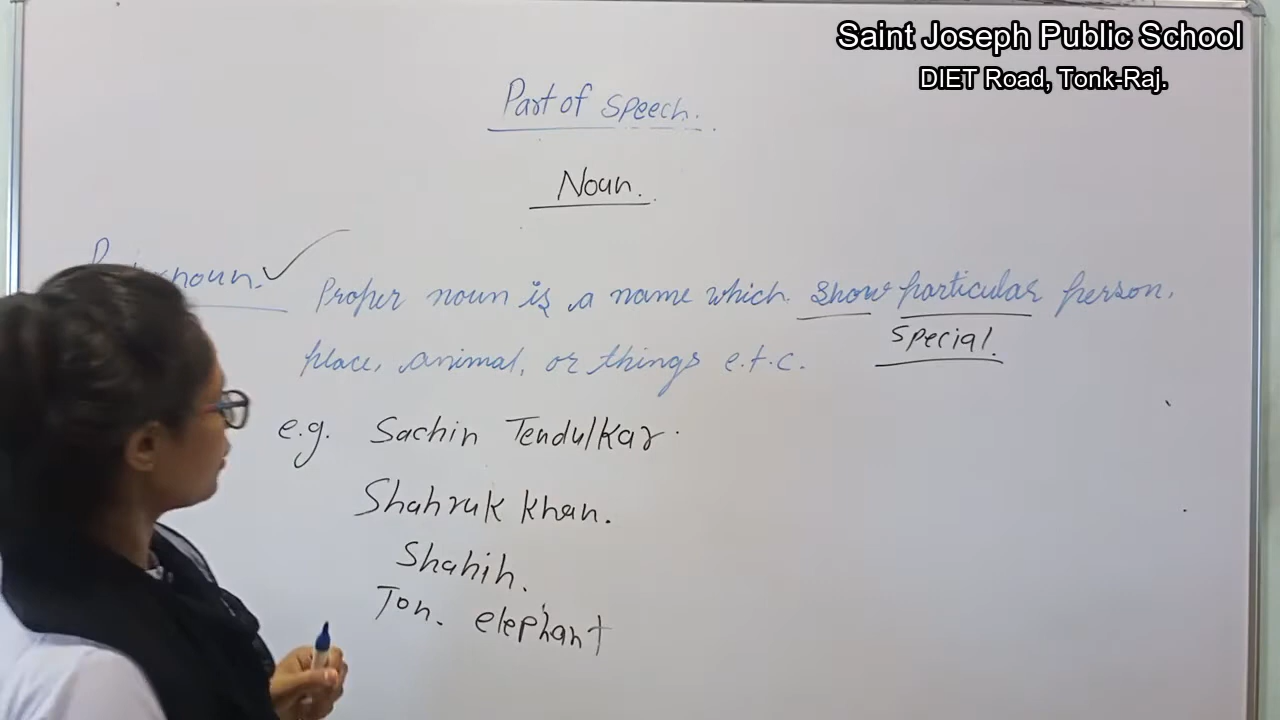 Saint Joseph Public School
DIET Road, Tonk-Raj.
Part of speech.
Noun.
noun.
Proper noun is a name which show particular person,
special.
place, animal, or things e.t.c.
e.g. Sachin Tendulkar.
Shahruk khan.
Shahih.
Ton. elephant